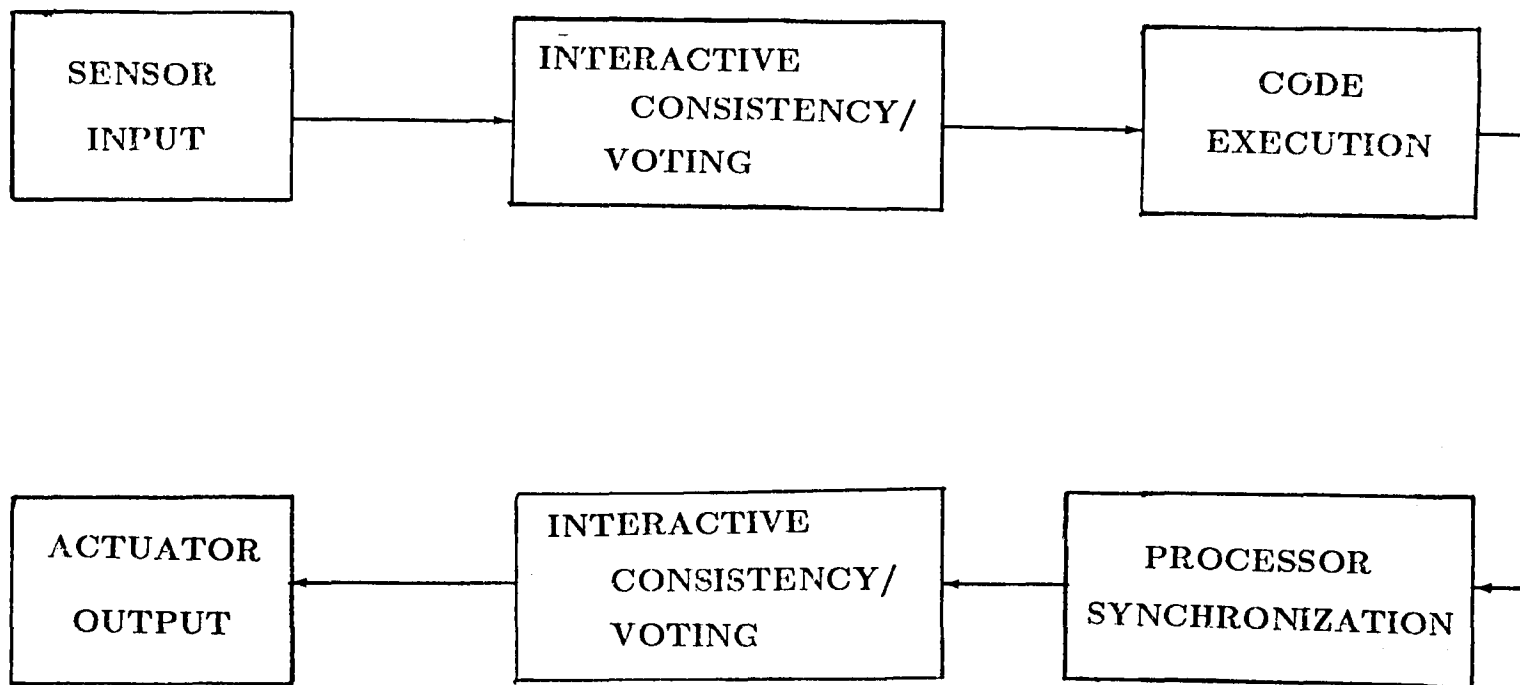 SENSOR
INPUT
INTERACTIVE
CONSISTENCY/
VOTING
CODE
EXECUTION
ACTUATOR
OUTPUT
INTERACTIVE
CONSISTENCY/
VOTING
PROCESSOR
SYNCHRONIZATION